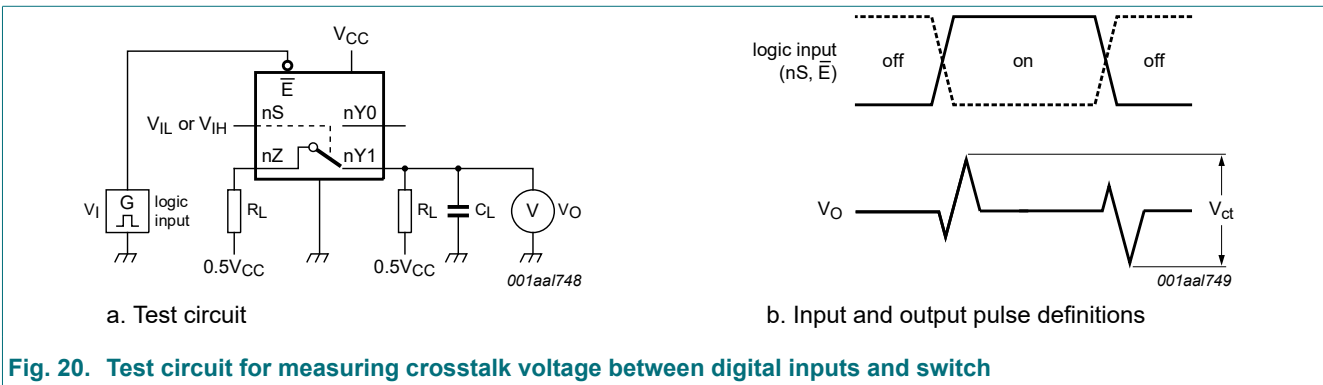 VCC
E̅
nS
nY0
VIL or VIH
nZ
nY1
VI
G
logic
input
RL
RL
CL
V
VO
0.5VCC
0.5VCC
001aal748
a. Test circuit
logic input
(nS, E̅)
off
on
off
VO
Vct
001aal749
b. Input and output pulse definitions
Fig. 20. Test circuit for measuring crosstalk voltage between digital inputs and switch